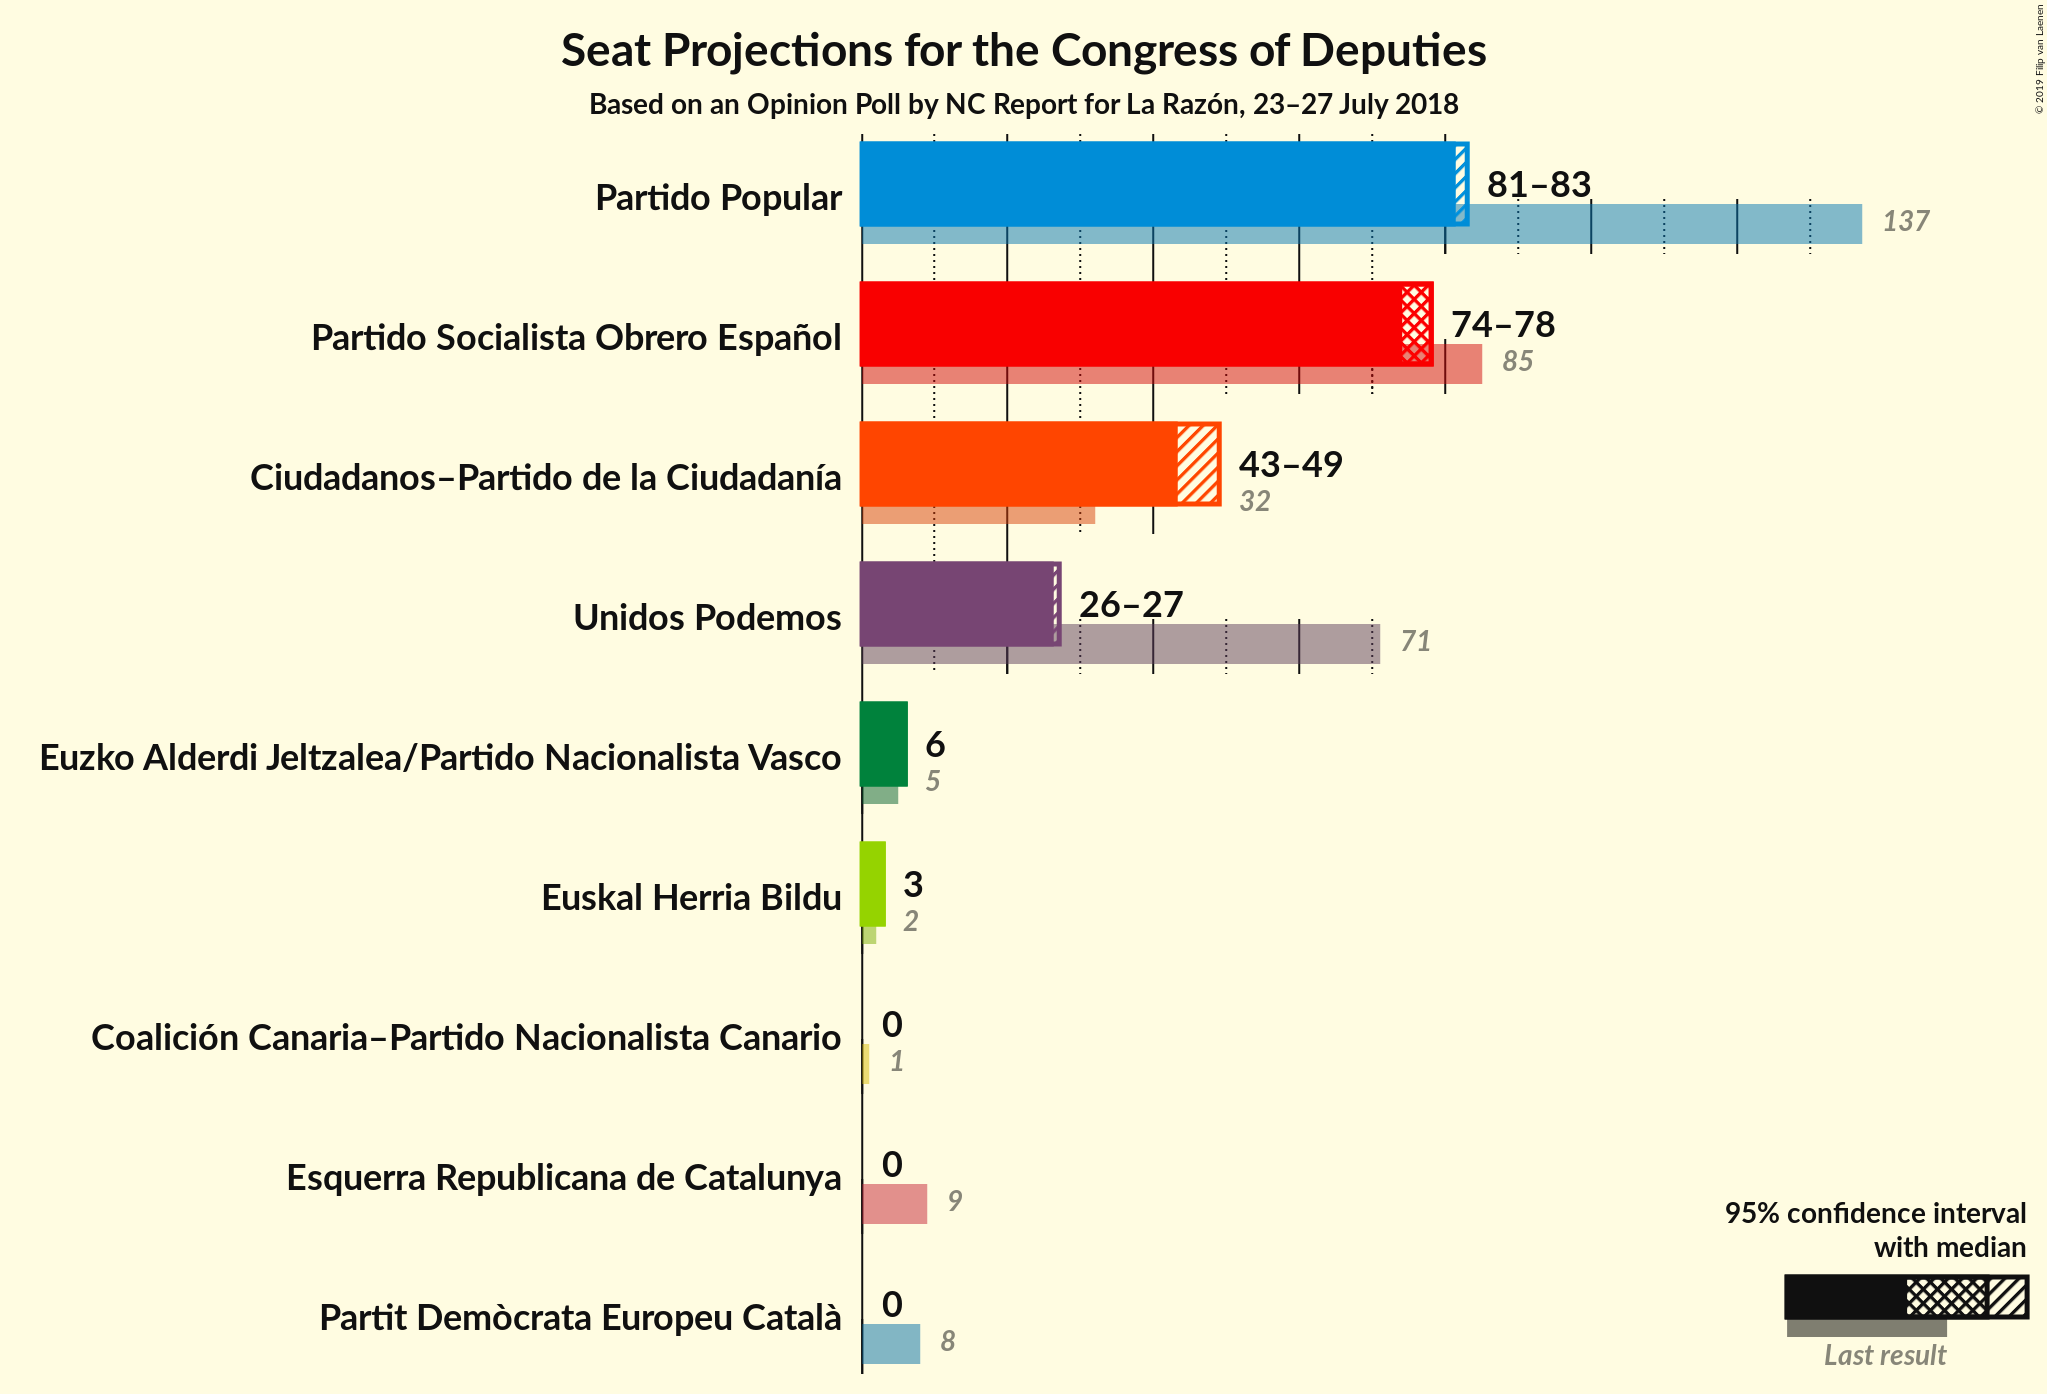 Seat Projections for the Congress of Deputies
Based on an Opinion Poll by NC Report for La Razón, 23–27 July 2018
© 2019 Filip van Laenen
Partido Popular
81–83
137
Partido Socialista Obrero Español
74–78
85
Ciudadanos–Partido de la Ciudadanía
43–49
32
Unidos Podemos
26–27
71
Euzko Alderdi Jeltzalea/Partido Nacionalista Vasco
6
5
Euskal Herria Bildu
3
2
Coalición Canaria–Partido Nacionalista Canario
0
1
Esquerra Republicana de Catalunya
0
9
Partit Demòcrata Europeu Català
0
8
95% confidence interval
with median
Last result